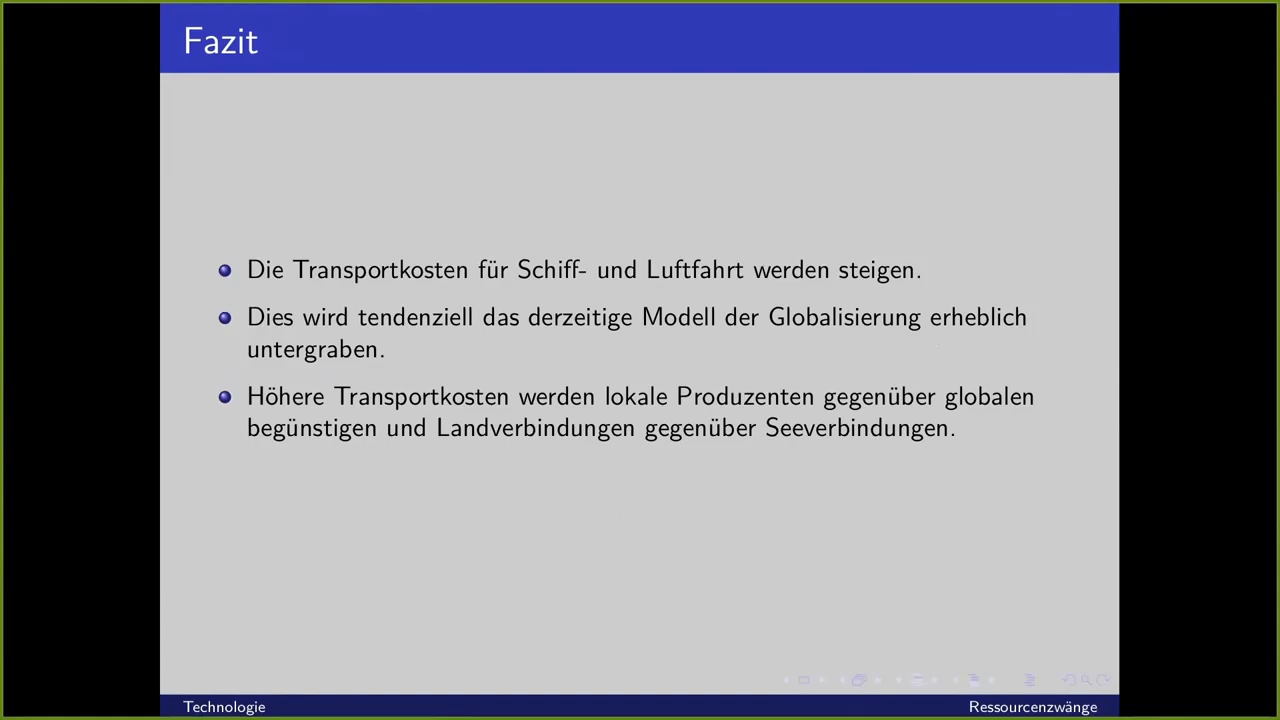 Fazit
Die Transportkosten für Schiff- und Luftfahrt werden steigen.
Dies wird tendenziell das derzeitige Modell der Globalisierung erheblich
untergraben.
Höhere Transportkosten werden lokale Produzenten gegenüber globalen
begünstigen und Landverbindungen gegenüber Seeverbindungen.
Technologie
Ressourcenzwänge